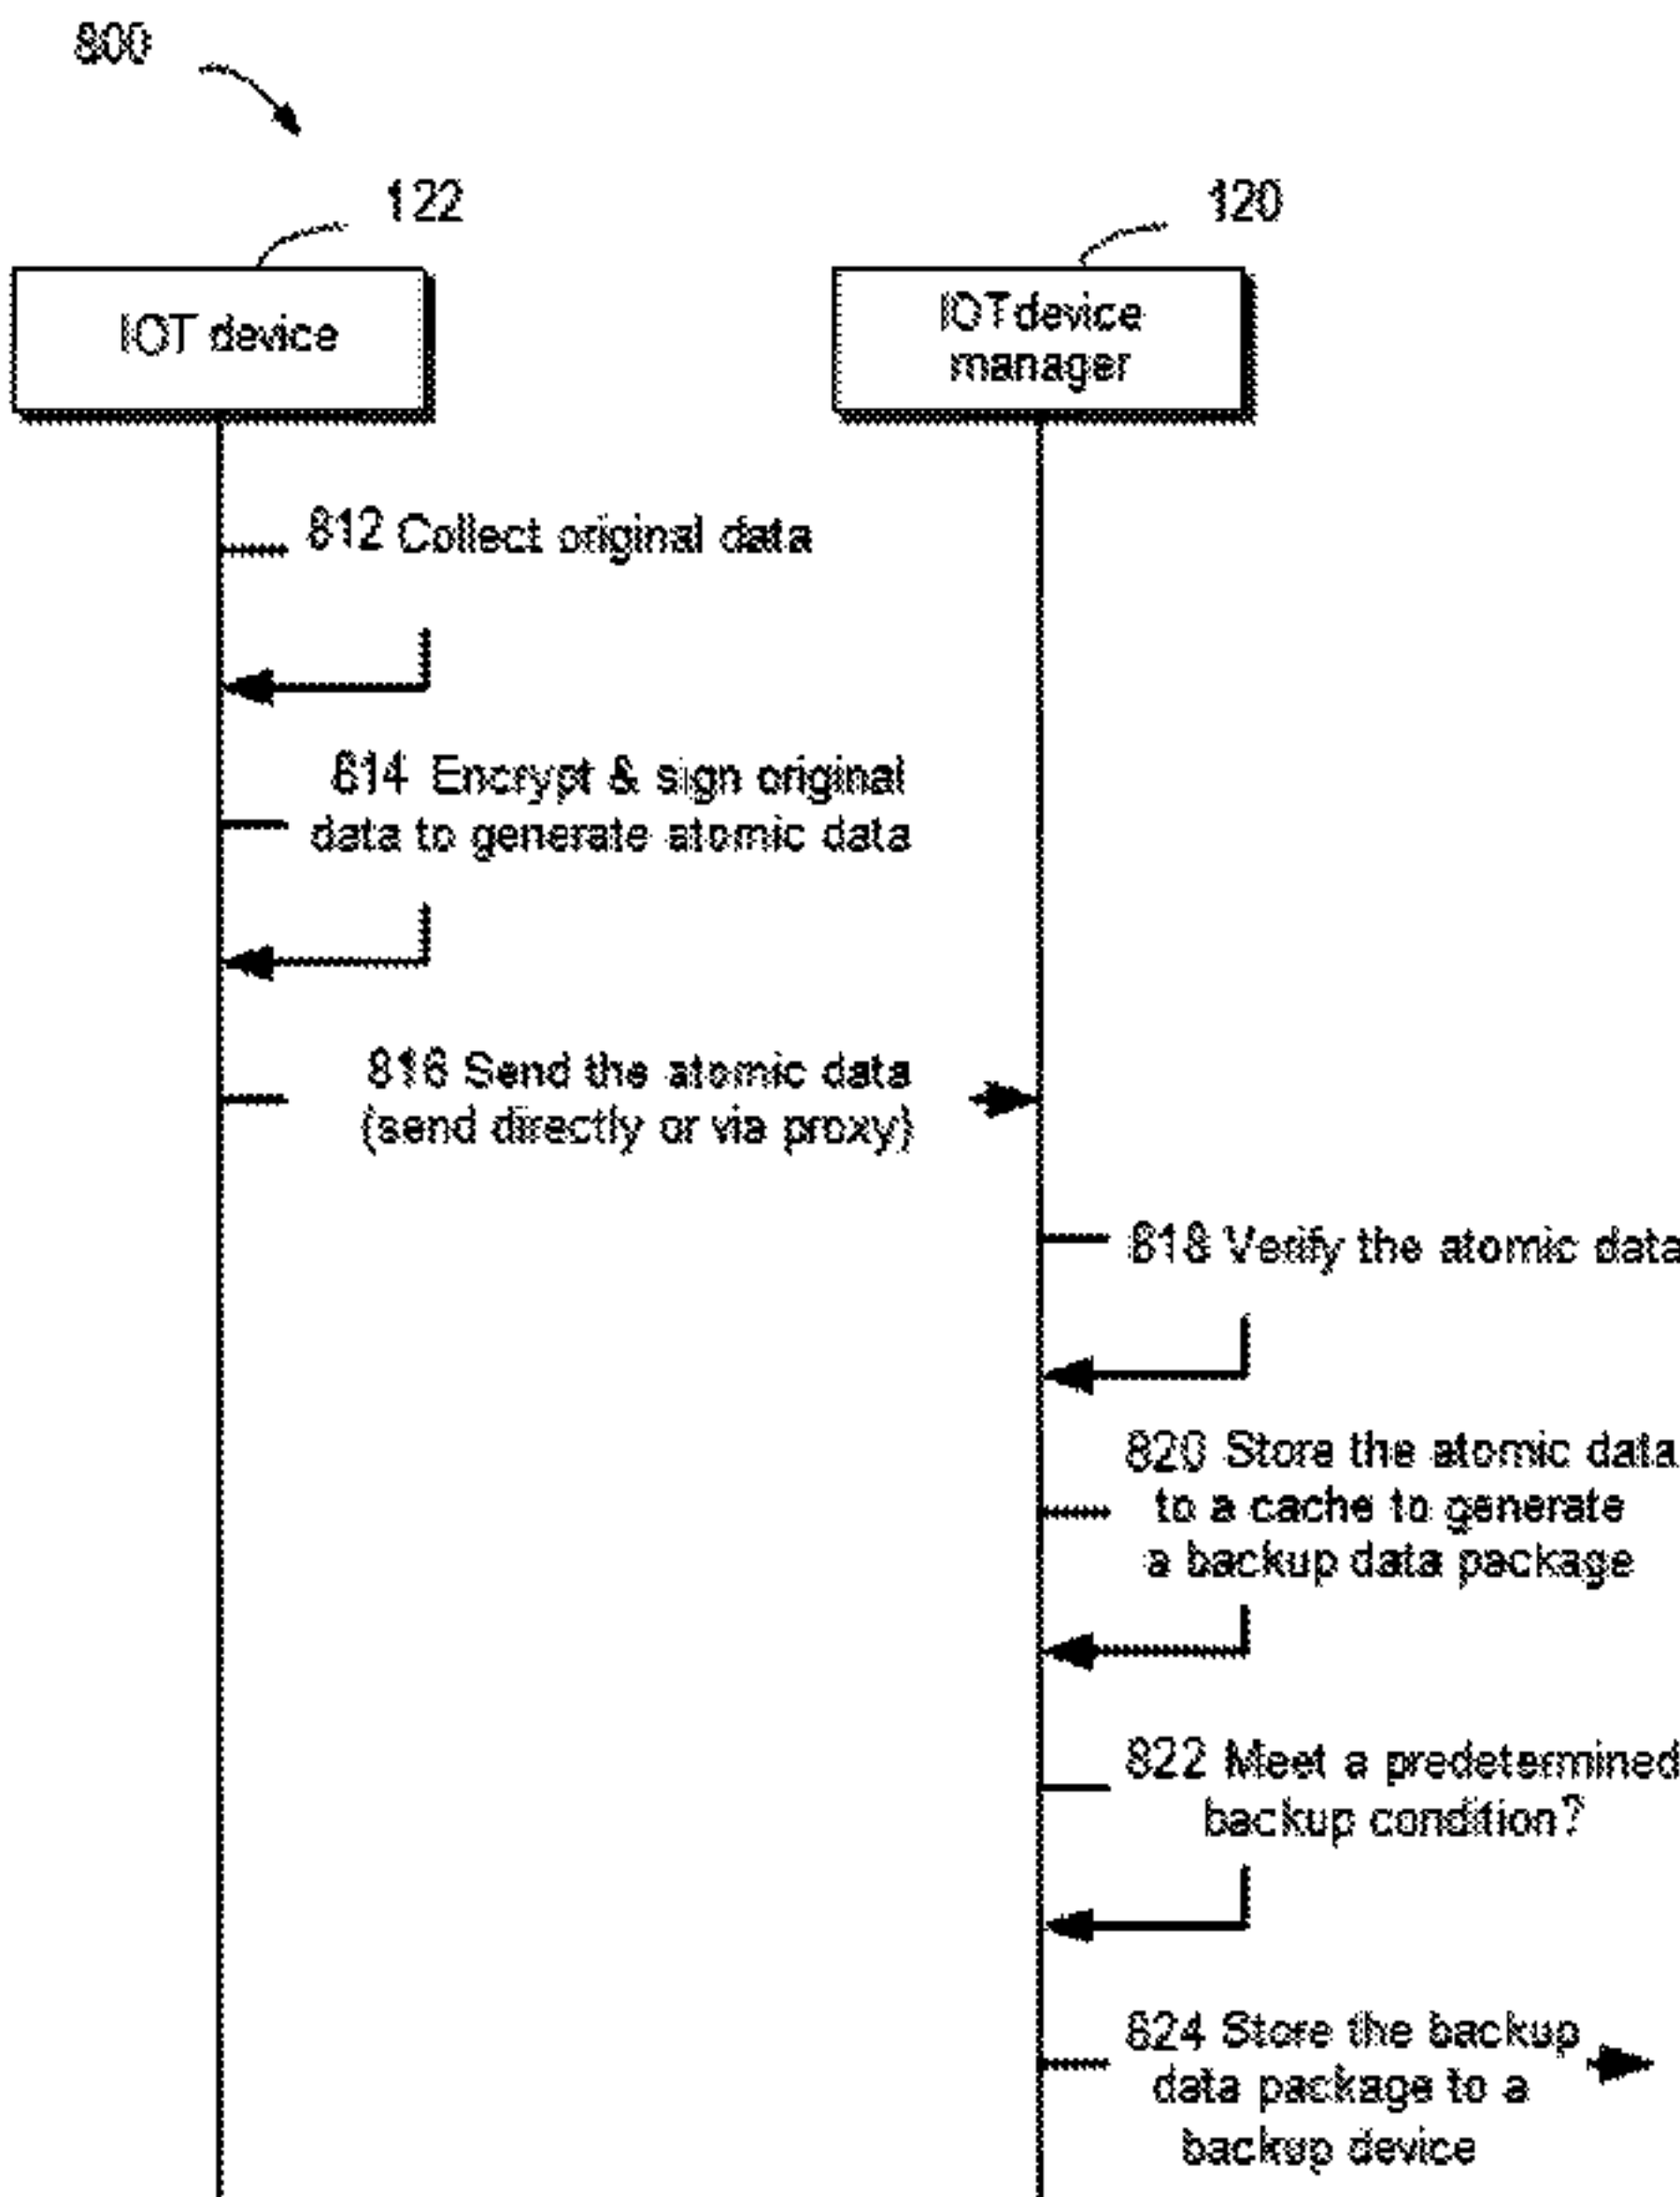 800
122
120
IOT device
IOT device
manager
812 Collect original data
814 Encrypt & sign original
data to generate atomic data
816 Send the atomic data
(send directly or via proxy)
818 Verify the atomic data
820 Store the atomic data
to a cache to generate
a backup data package
822 Meet a predetermined
backup condition?
824 Store the backup
data package to a
backup device